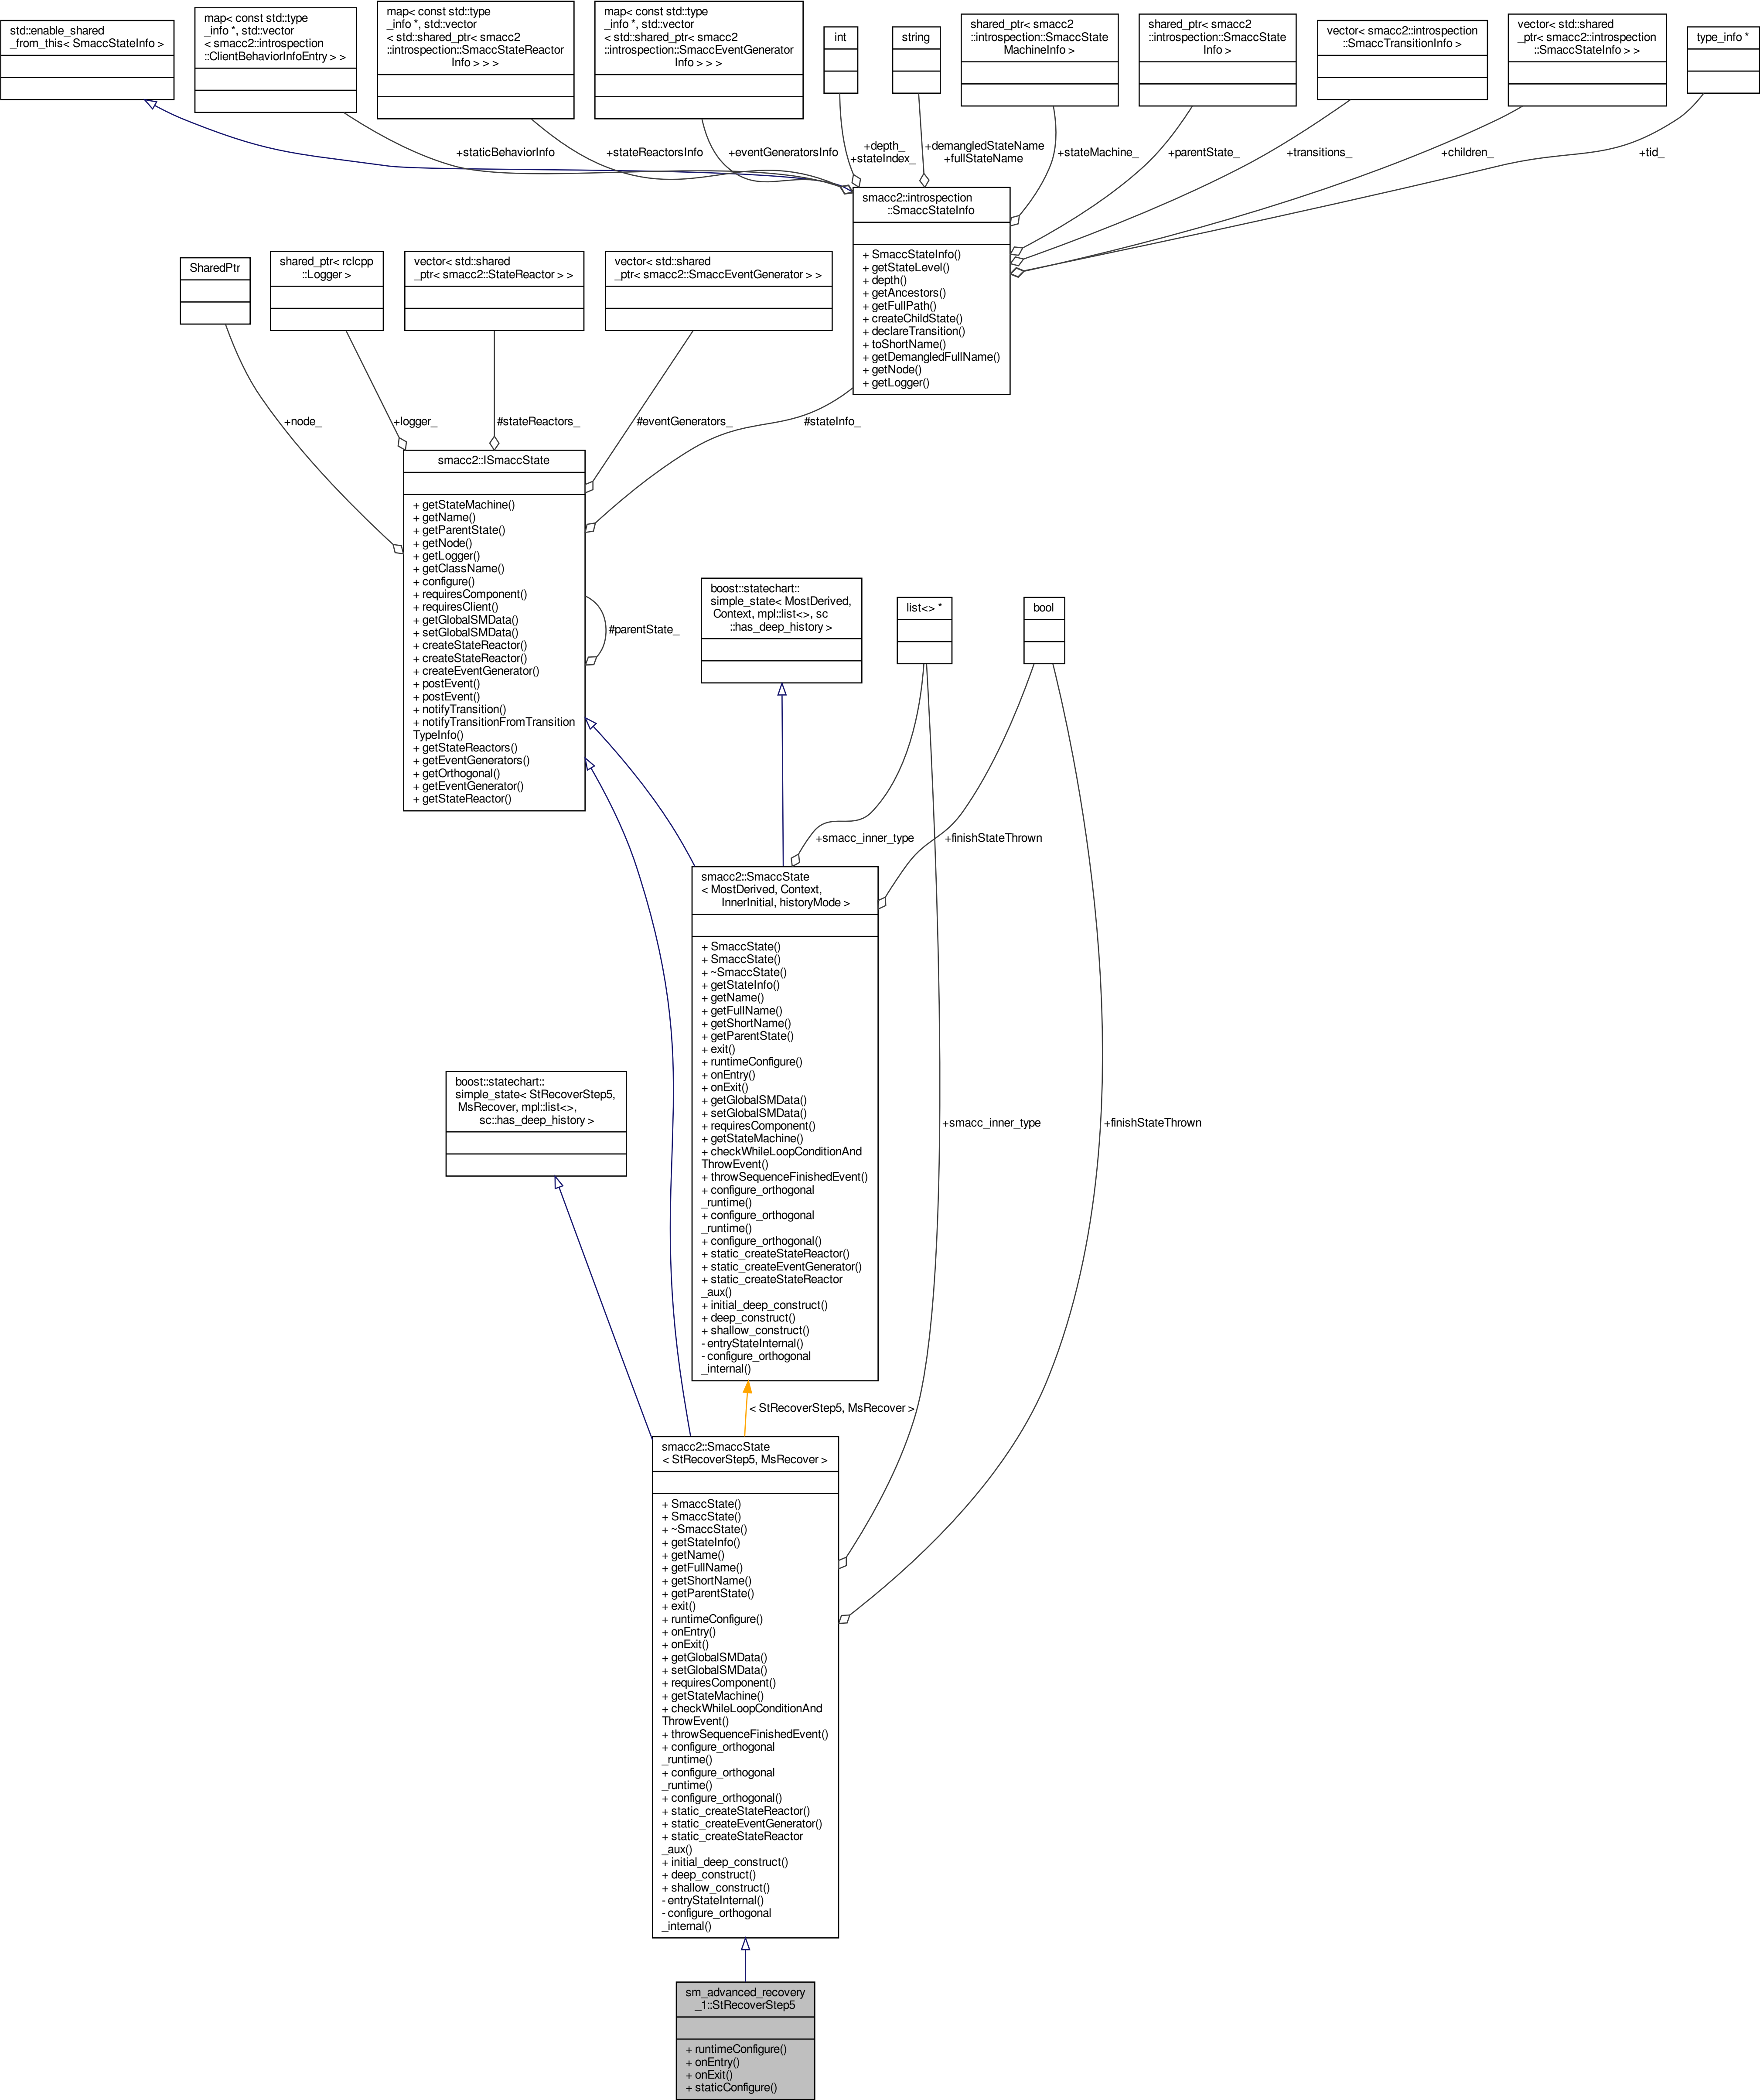 std::enable_shared
_from_this< SmaccStateInfo >
map< const std::type
_info *, std::vector
< smacc2::introspection
::ClientBehaviorInfoEntry > >
map< const std::type
_info *, std::vector
< std::shared_ptr< smacc2
::introspection::SmaccStateReactor
Info > > >
map< const std::type
_info *, std::vector
< std::shared_ptr< smacc2
::introspection::SmaccEventGenerator
Info > > >
int
string
shared_ptr< smacc2
::introspection::SmaccState
MachineInfo >
shared_ptr< smacc2
::introspection::SmaccState
Info >
vector< smacc2::introspection
::SmaccTransitionInfo >
vector< std::shared
_ptr< smacc2::introspection
::SmaccStateInfo > >
type_info *
+staticBehaviorInfo
+stateReactorsInfo
+eventGeneratorsInfo
+depth_
+stateIndex_
+demangledStateName
+fullStateName
+stateMachine_
+parentState_
+transitions_
+children_
+tid_
smacc2::introspection
::SmaccStateInfo
+ SmaccStateInfo()
+ getStateLevel()
+ depth()
+ getAncestors()
+ getFullPath()
+ createChildState()
+ declareTransition()
+ toShortName()
+ getDemangledFullName()
+ getNode()
+ getLogger()
SharedPtr
shared_ptr< rclcpp
::Logger >
vector< std::shared
_ptr< smacc2::StateReactor > >
vector< std::shared
_ptr< smacc2::SmaccEventGenerator > >
+node_
+logger_
#stateReactors_
#eventGenerators_
#stateInfo_
smacc2::ISmaccState
+ getStateMachine()
+ getName()
+ getParentState()
+ getNode()
+ getLogger()
+ getClassName()
+ configure()
+ requiresComponent()
+ requiresClient()
+ getGlobalSMData()
+ setGlobalSMData()
+ createStateReactor()
+ createStateReactor()
+ createEventGenerator()
+ postEvent()
+ postEvent()
+ notifyTransition()
+ notifyTransitionFromTransition
TypeInfo()
+ getStateReactors()
+ getEventGenerators()
+ getOrthogonal()
+ getEventGenerator()
+ getStateReactor()
#parentState_
boost::statechart::
simple_state< MostDerived,
Context, mpl::list<>, sc
::has_deep_history >
list<> *
bool
+smacc_inner_type
+finishStateThrown
smacc2::SmaccState
< MostDerived, Context,
InnerInitial, historyMode >
+ SmaccState()
+ SmaccState()
+ ~SmaccState()
+ getStateInfo()
+ getName()
+ getFullName()
+ getShortName()
+ getParentState()
+ exit()
+ runtimeConfigure()
+ onEntry()
+ onExit()
+ getGlobalSMData()
+ setGlobalSMData()
+ requiresComponent()
+ getStateMachine()
+ checkWhileLoopConditionAnd
ThrowEvent()
+ throwSequenceFinishedEvent()
+ configure_orthogonal
_runtime()
+ configure_orthogonal
_runtime()
+ configure_orthogonal()
+ static_createStateReactor()
+ static_createEventGenerator()
+ static_createStateReactor
_aux()
+ initial_deep_construct()
+ deep_construct()
+ shallow_construct()
- entryStateInternal()
- configure_orthogonal
_internal()
boost::statechart::
simple_state< StRecoverStep5,
MsRecover, mpl::list<>,
sc::has_deep_history >
+smacc_inner_type
+finishStateThrown
< StRecoverStep5, MsRecover >
smacc2::SmaccState
< StRecoverStep5, MsRecover >
+ SmaccState()
+ SmaccState()
+ ~SmaccState()
+ getStateInfo()
+ getName()
+ getFullName()
+ getShortName()
+ getParentState()
+ exit()
+ runtimeConfigure()
+ onEntry()
+ onExit()
+ getGlobalSMData()
+ setGlobalSMData()
+ requiresComponent()
+ getStateMachine()
+ checkWhileLoopConditionAnd
ThrowEvent()
+ throwSequenceFinishedEvent()
+ configure_orthogonal
_runtime()
+ configure_orthogonal
_runtime()
+ configure_orthogonal()
+ static_createStateReactor()
+ static_createEventGenerator()
+ static_createStateReactor
_aux()
+ initial_deep_construct()
+ deep_construct()
+ shallow_construct()
- entryStateInternal()
- configure_orthogonal
_internal()
sm_advanced_recovery
_1::StRecoverStep5
+ runtimeConfigure()
+ onEntry()
+ onExit()
+ staticConfigure()